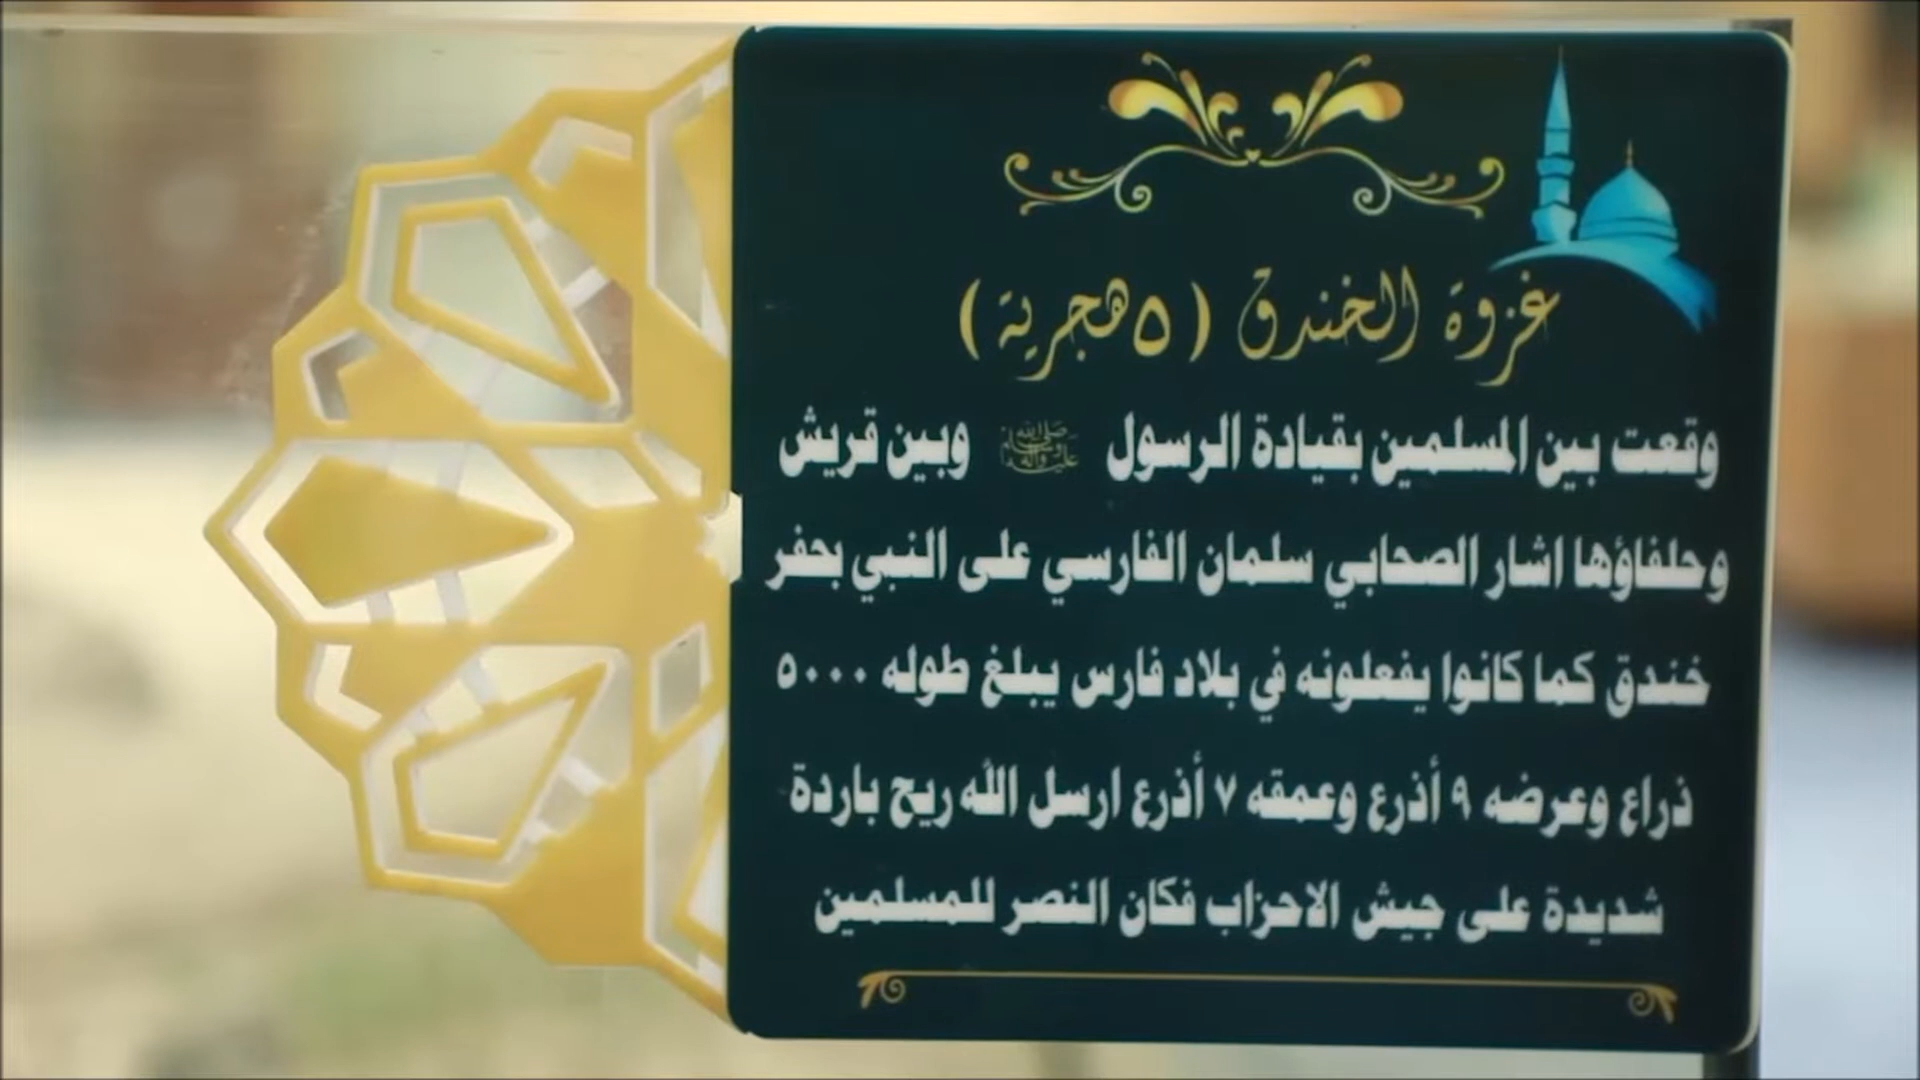 غزوة الخندق (٥هجرية)
وقعت بين المسلمين بقيادة الرسول ﷺ وبين قريش
وحلفاؤها اشار الصحابي سلمان الفارسي على النبي بحفر
خندق كما كانوا يفعلونه في بلاد فارس يبلغ طوله ٥٠٠٠
ذراع وعرضه ٩ أذرع وعمقه ٧ أذرع ارسل الله ريح باردة
شديدة على جيش الاحزاب فكان النصر للمسلمين